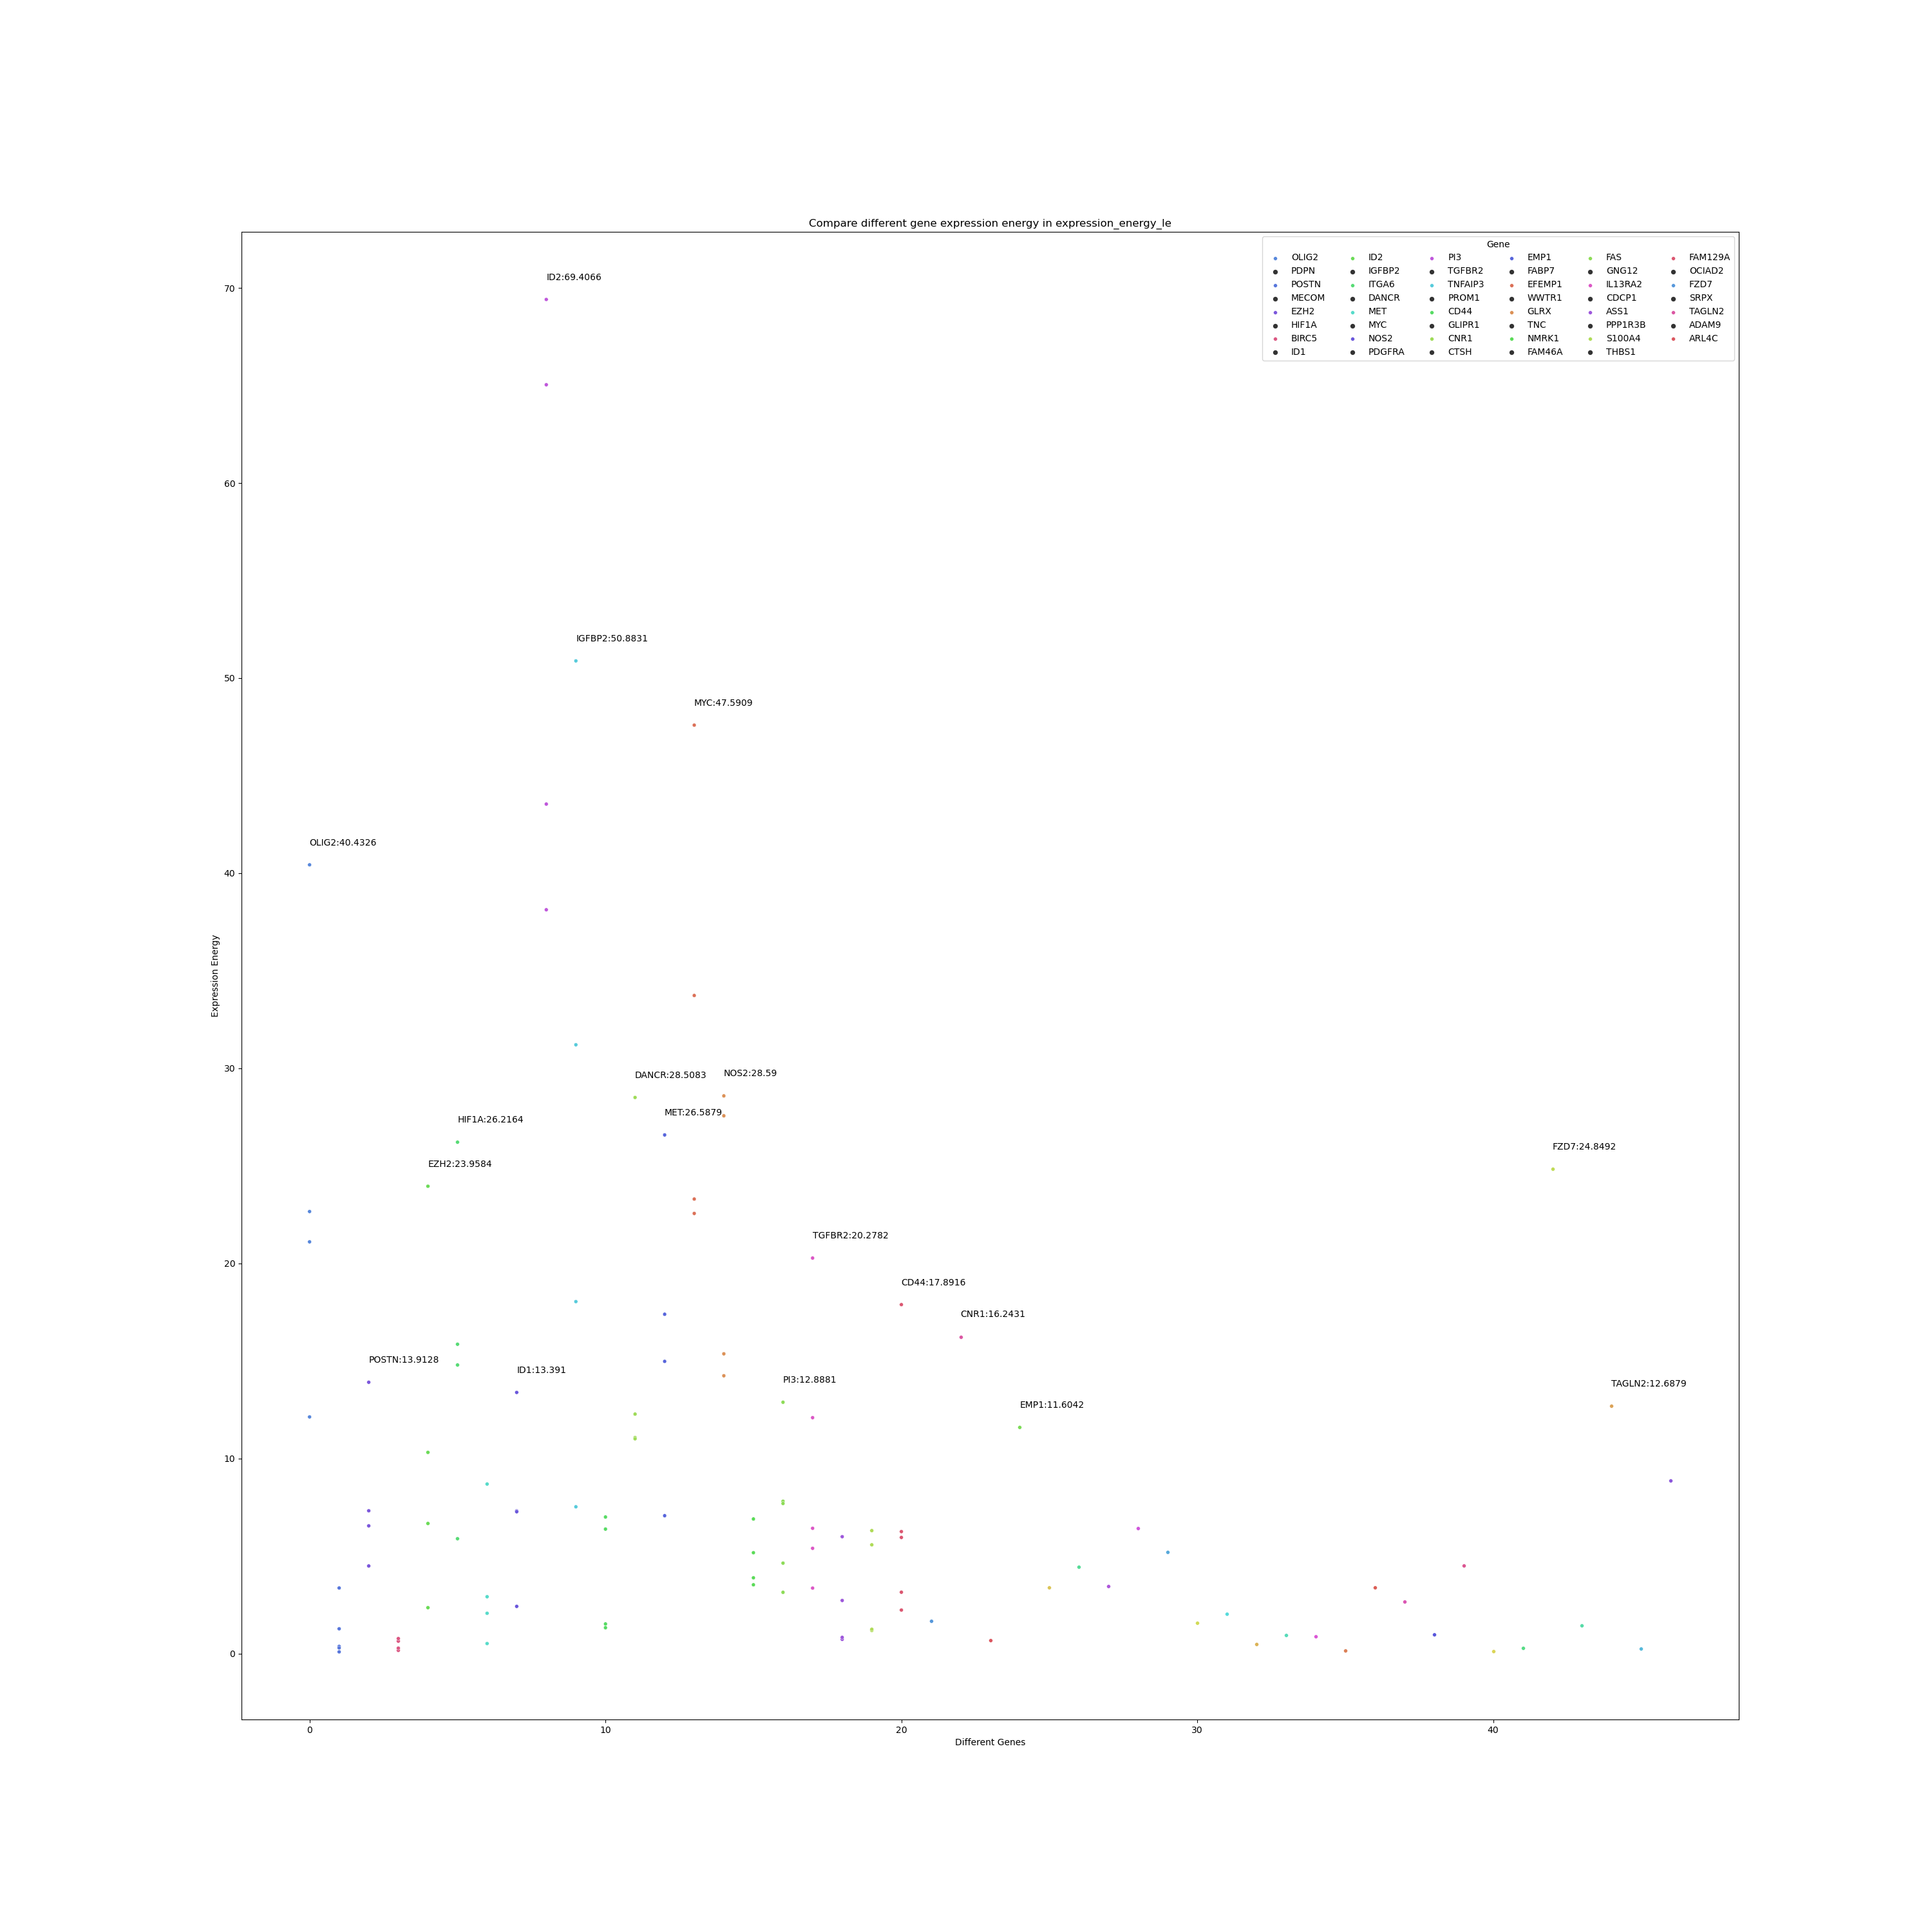 Compare different gene expression energy in expression_energy_le
Gene
OLIG2 ID2 PI3 EMP1 FAS FAM129A
PDPN IGFBP2 TGFBR2 FABP7 GNG12 OCIAD2
POSTN ITGA6 TNFAIP3 EFEMP1 IL13RA2 FZD7
MECOM DANCR PROM1 WWTR1 CDCP1 SRPX
EZH2 MET CD44 GLRX ASS1 TAGLN2
HIF1A MYC GLIPR1 TNC PPP1R3B ADAM9
BIRC5 NOS2 CNR1 NMRK1 S100A4 ARL4C
ID1 PDGFRA CTSH FAM46A THBS1
ID2:69.4066
70
60
IGFBP2:50.8831
50
MYC:47.5909
OLIG2:40.4326
40
Expression Energy
30
DANCR:28.5083
NOS2:28.59
MET:26.5879
HIF1A:26.2164
FZD7:24.8492
EZH2:23.9584
TGFBR2:20.2782
20
CD44:17.8916
CNR1:16.2431
POSTN:13.9128
ID1:13.391
PI3:12.8881
TAGLN2:12.6879
EMP1:11.6042
10
0
0 10 20 30 40
Different Genes